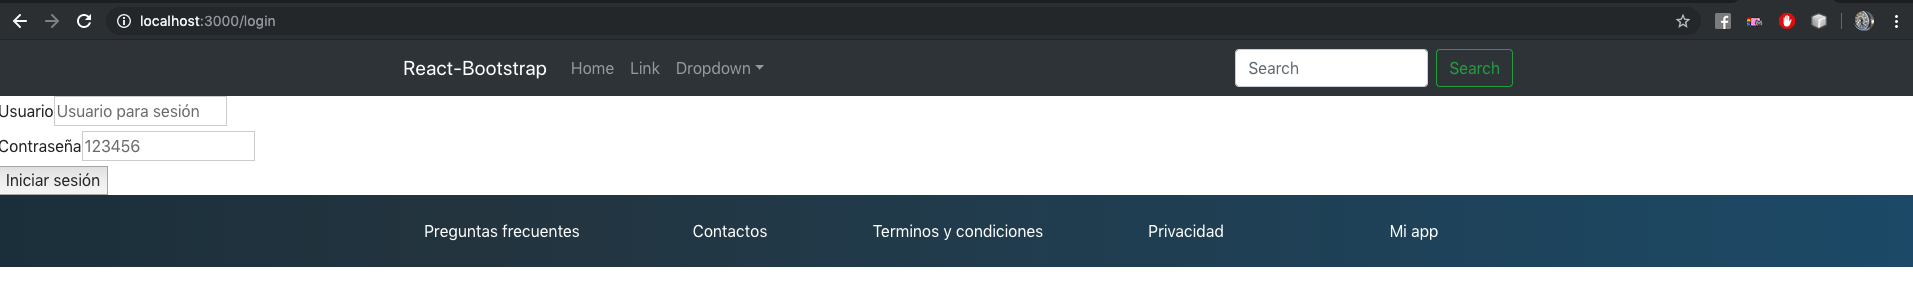 localhost:3000/login
React-Bootstrap Home Link Dropdown Search Search
Usuario Usuario para sesión
Contraseña 123456
Iniciar sesión
Preguntas frecuentes Contactos Terminos y condiciones Privacidad Mi app